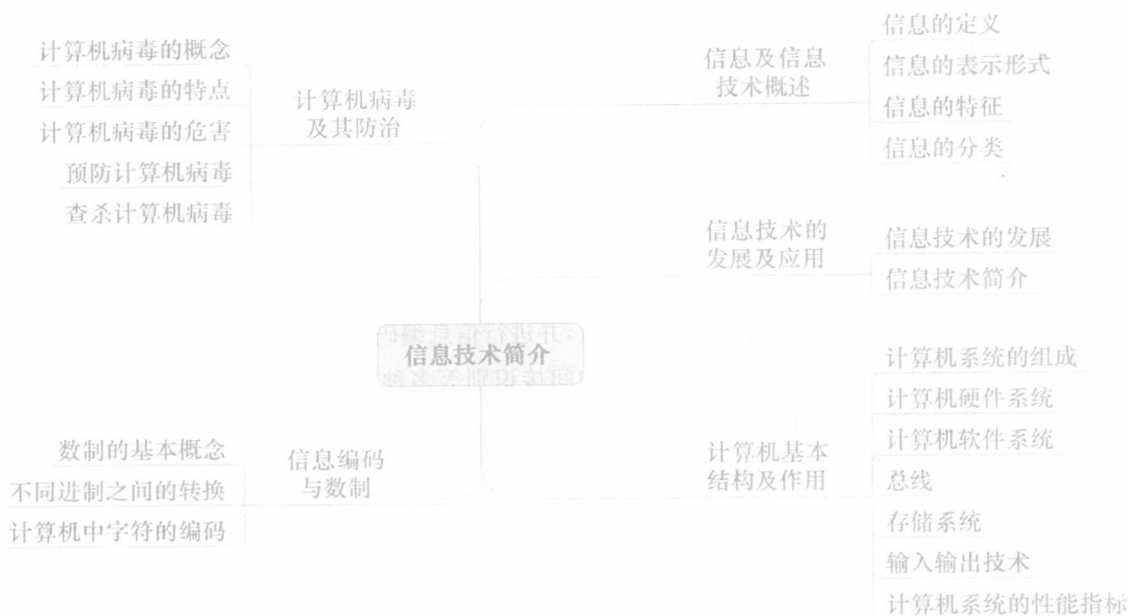 信息技术简介
信息及信息
技术概述
信息的定义
信息的表示形式
信息的特征
信息的分类
信息技术的
发展及应用
信息技术的发展
信息技术简介
计算机基本
结构及作用
计算机系统的组成
计算机硬件系统
计算机软件系统
总线
存储系统
输入输出技术
计算机系统的性能指标
计算机病毒
及其防治
计算机病毒的概念
计算机病毒的特点
计算机病毒的危害
预防计算机病毒
查杀计算机病毒
信息编码
与数制
数制的基本概念
不同进制之间的转换
计算机中字符的编码